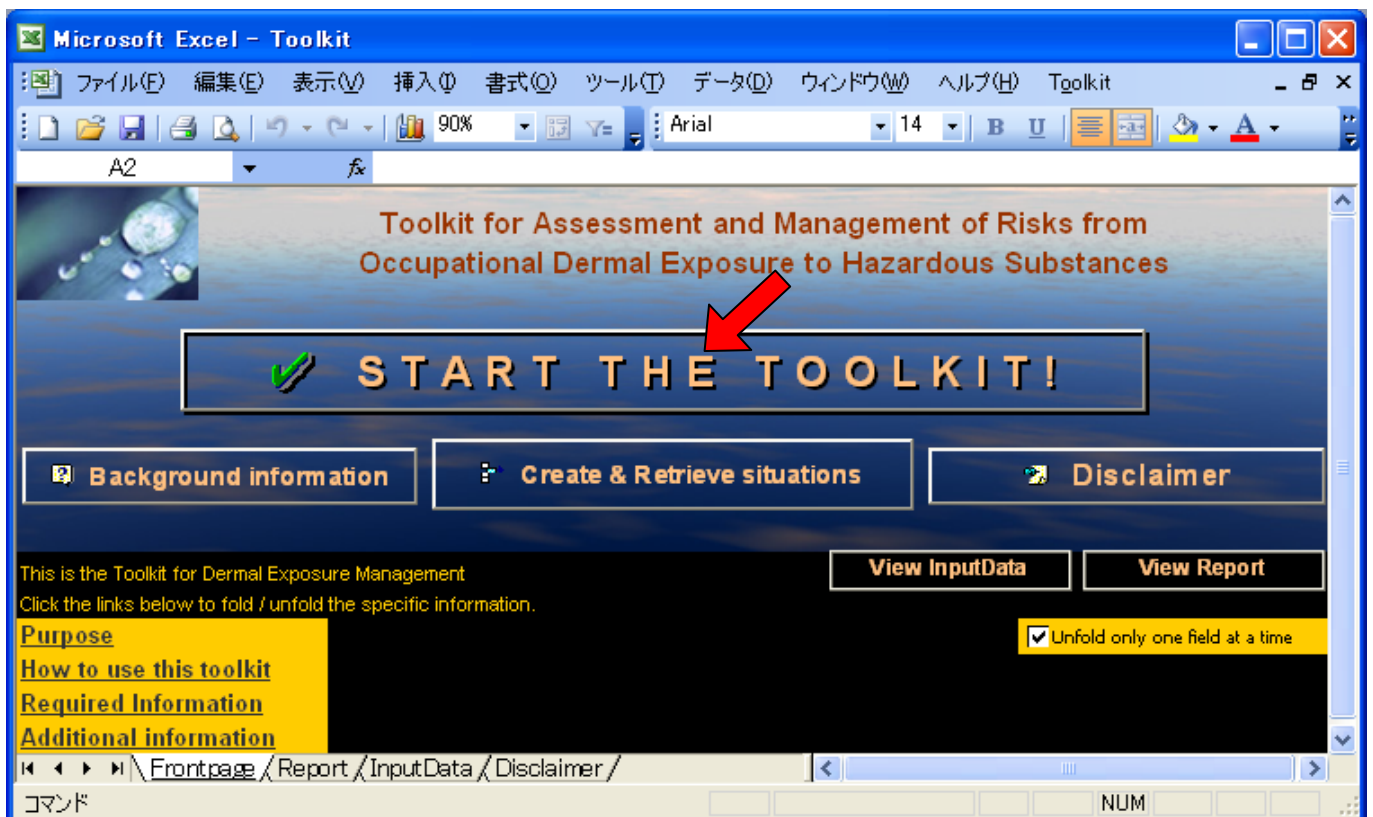 Microsoft Excel - Toolkit
ファイル(F) 編集(E) 表示(V) 挿入(I) 書式(O) ツール(T) データ(D) ウィンドウ(W) ヘルプ(H) Toolkit
90% Arial 14 B U A
A2 fx
Toolkit for Assessment and Management of Risks from
Occupational Dermal Exposure to Hazardous Substances
START THE TOOLKIT!
Background information Create & Retrieve situations Disclaimer
View InputData View Report
This is the Toolkit for Dermal Exposure Management
Click the links below to fold / unfold the specific information.
Purpose
Unfold only one field at a time
How to use this toolkit
Required Information
Additional information
Frontpage Report InputData Disclaimer
コマンド NUM